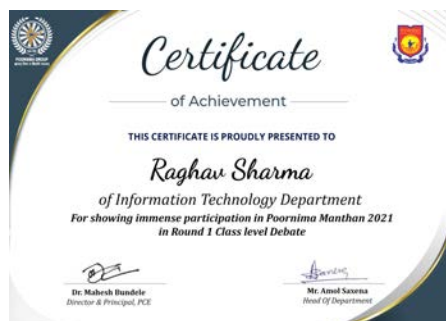 POORNIMA GROUP
Certificate
of Achievement
THIS CERTIFICATE IS PROUDLY PRESENTED TO
Raghav Sharma
of Information Technology Department
For showing immense participation in Poornima Manthan 2021
in Round 1 Class level Debate
Dr. Mahesh Bundele
Director & Principal, PCE
Mr. Amol Saxena
Head Of Department